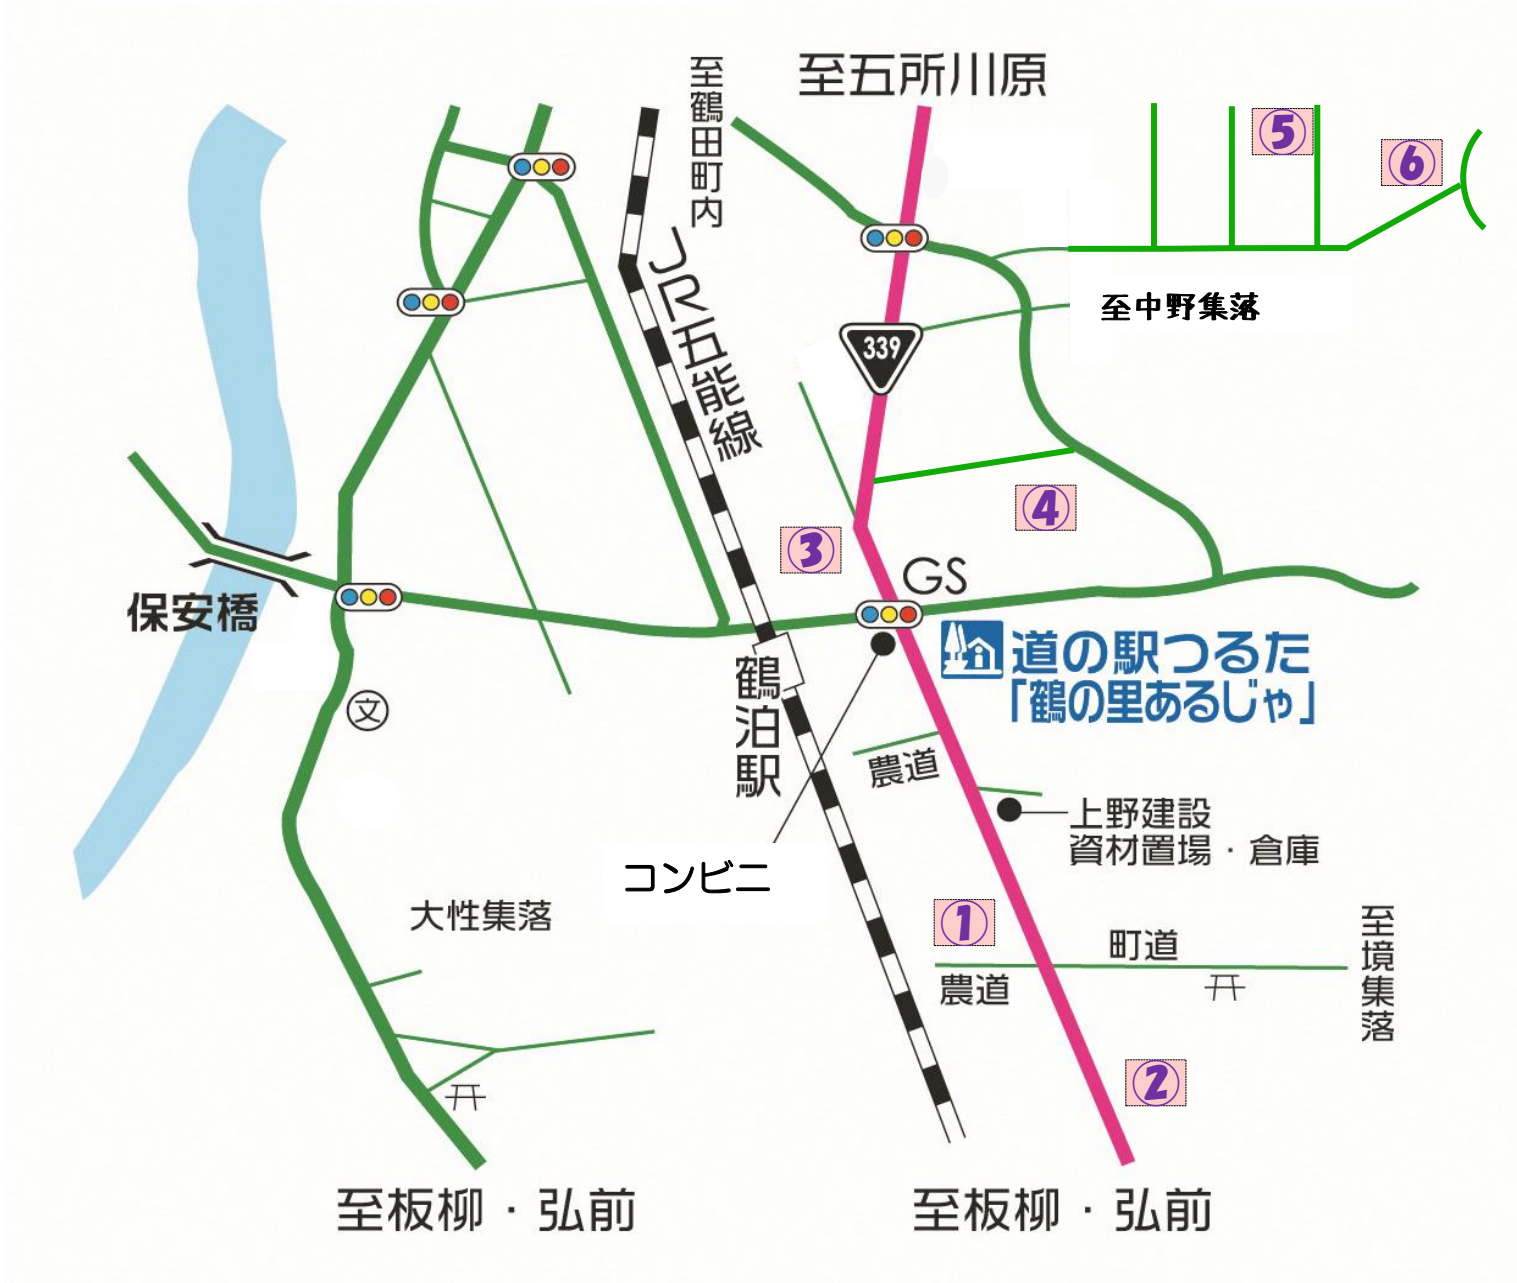 至五所川原
至鶴田町内
JR五能線
⑤
⑥
至中野集落
339
④
③
GS
保安橋
道の駅つるた
「鶴の里あるじゃ」
文
鶴泊駅
農道
上野建設
資材置場・倉庫
コンビニ
大性集落
①
町道
農道
至境集落
②
至板柳・弘前
至板柳・弘前